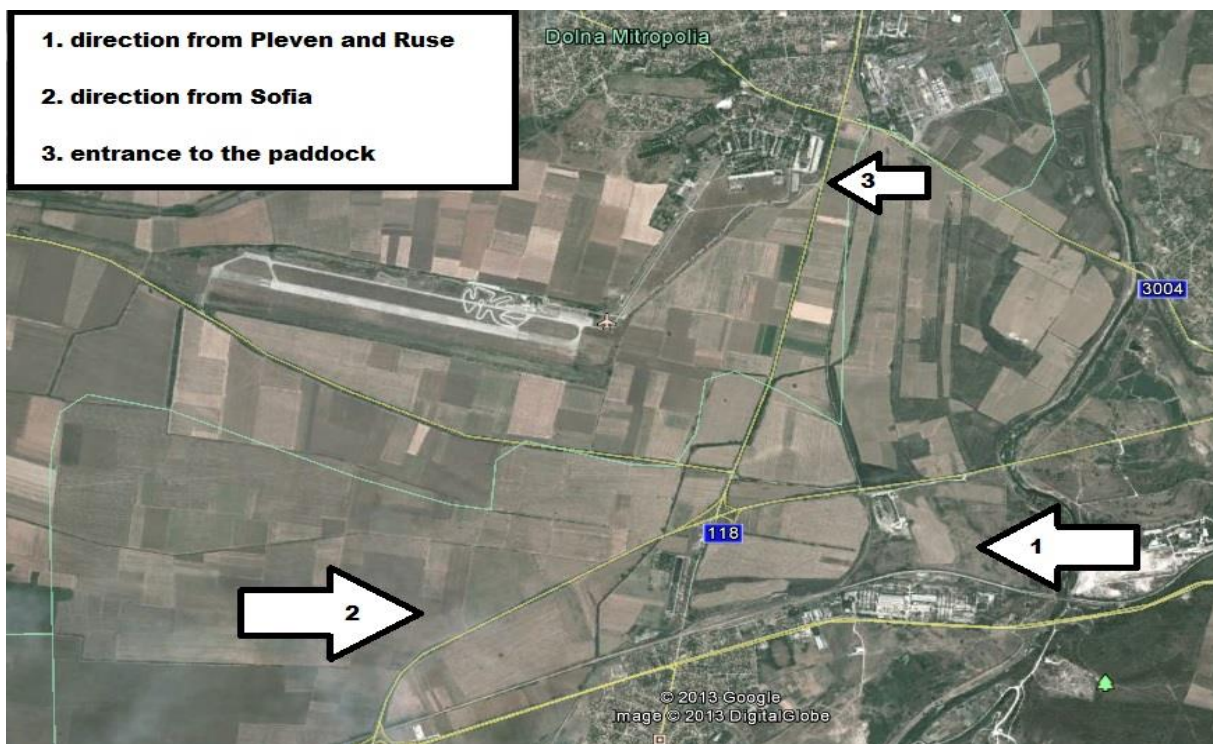 1. direction from Pleven and Ruse
2. direction from Sofia
3. entrance to the paddock
Dolna Mitropolia
3
3004
118
1
2
© 2013 Google
Image © 2013 DigitalGlobe